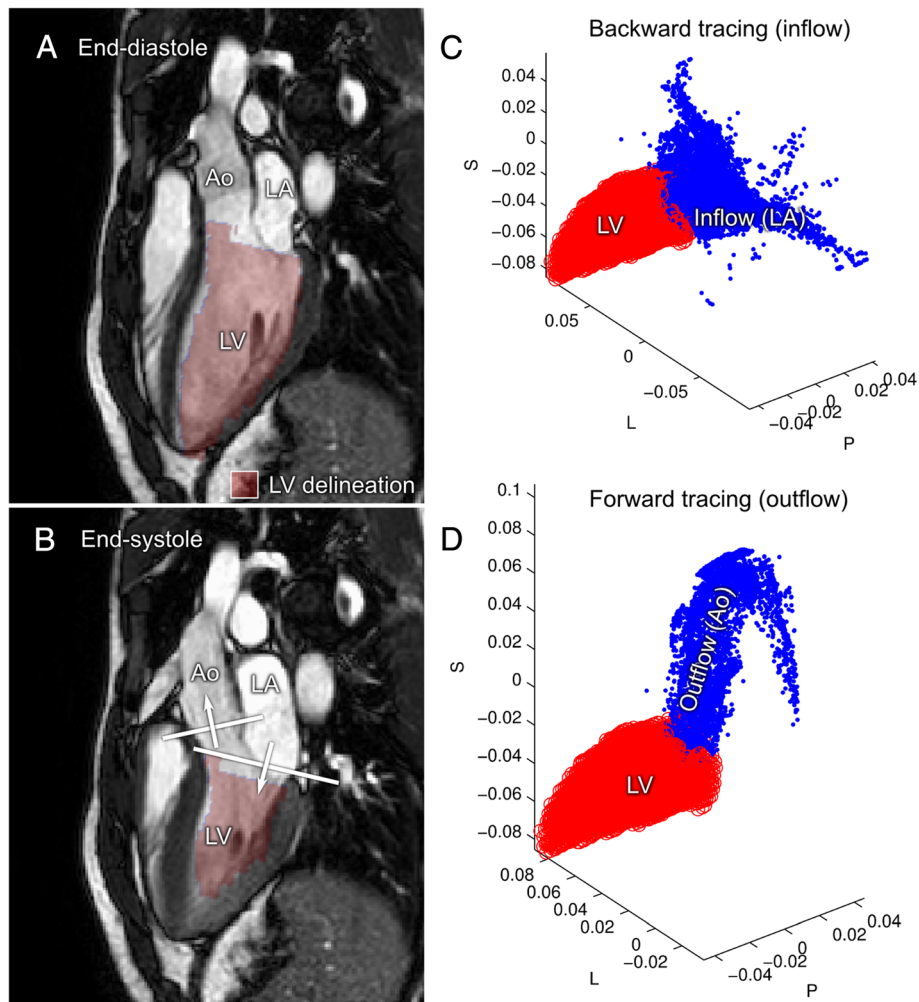 A End-diastole
Ao
LA
LV
LV delineation
B End-systole
Ao
LA
LV
C Backward tracing (inflow)
0.04
0.02
0
−0.02
−0.04
−0.06
−0.08
S
LV
Inflow (LA)
0.05
0
−0.05
L
−0.04
−0.02
0
0.02
0.04
P
D Forward tracing (outflow)
0.1
0.08
0.06
0.04
0.02
0
−0.02
−0.04
−0.06
−0.08
S
Outflow (Ao)
LV
0.08
0.06
0.04
0.02
0
−0.02
L
−0.04
−0.02
0
0.02
0.04
P